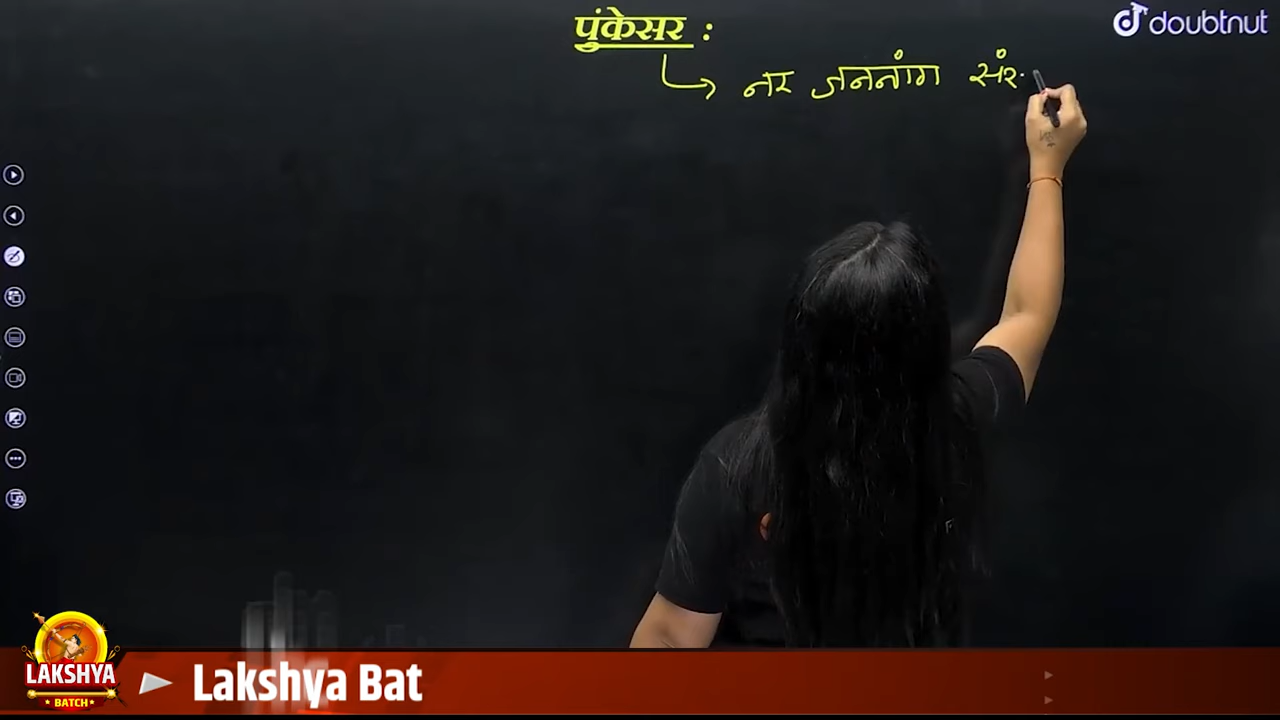 पुंकेसर :
doubtnut
नर जननांग संर
LAKSHYA
BATCH
Lakshya Bat